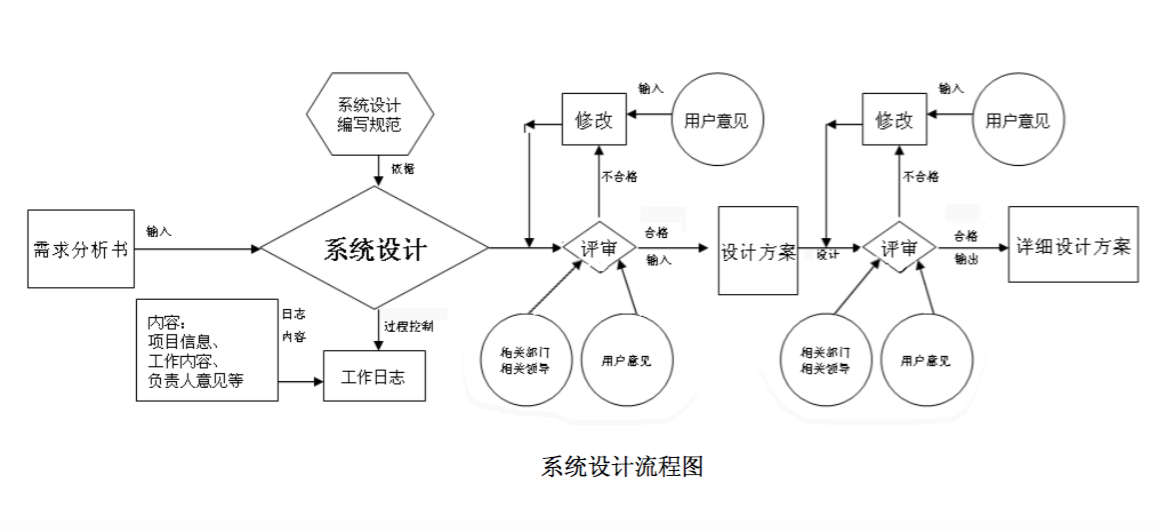 系统设计
编写规范
依据
需求分析书
输入
系统设计
内容：
项目信息、
工作内容、
负责人意见等
日志
内容
过程控制
工作日志
修改
输入
用户意见
不合格
评审
合格
输入
相关部门
相关领导
用户意见
设计方案
设计
修改
输入
用户意见
不合格
评审
合格
输出
相关部门
相关领导
用户意见
详细设计方案
系统设计流程图